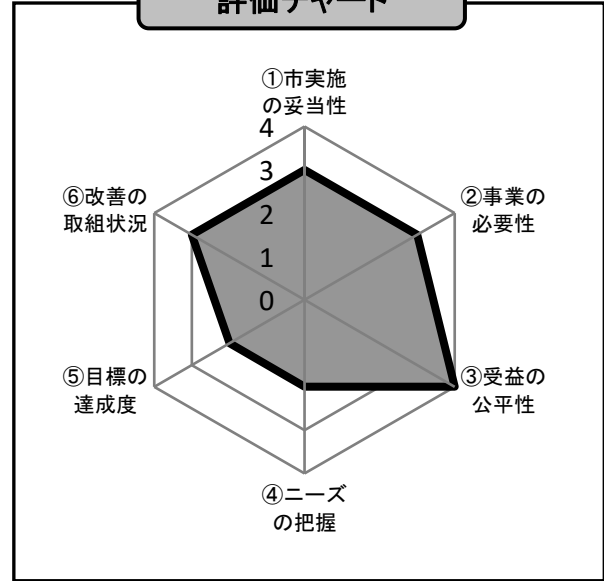 評価チャート
①市実施
の妥当性
4
3
2
1
0
②事業の
必要性
③受益の
公平性
④ニーズ
の把握
⑤目標の
達成度
⑥改善の
取組状況